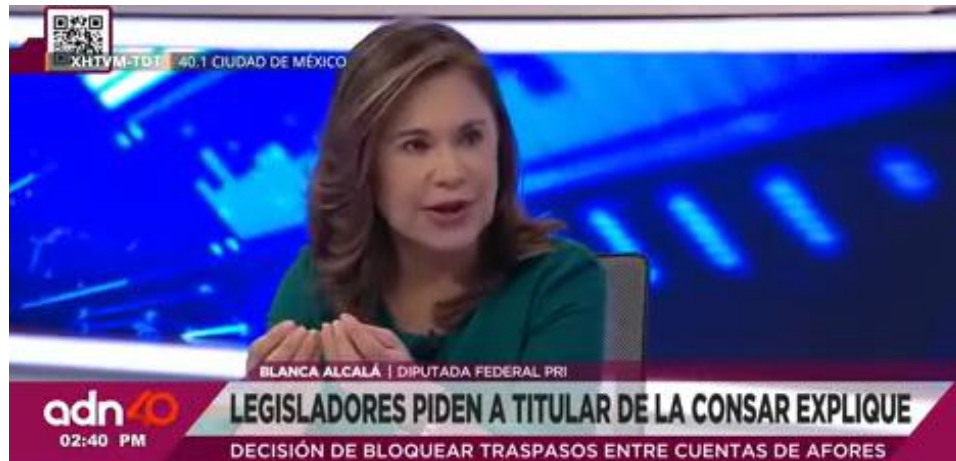 XHTVM-TDT 40.1 CIUDAD DE MÉXICO
BLANCA ALCALÁ | DIPUTADA FEDERAL PRI
adn40
LEGISLADORES PIDEN A TITULAR DE LA CONSAR EXPLIQUE
02:40 PM
DECISIÓN DE BLOQUEAR TRASPASOS ENTRE CUENTAS DE AFORES